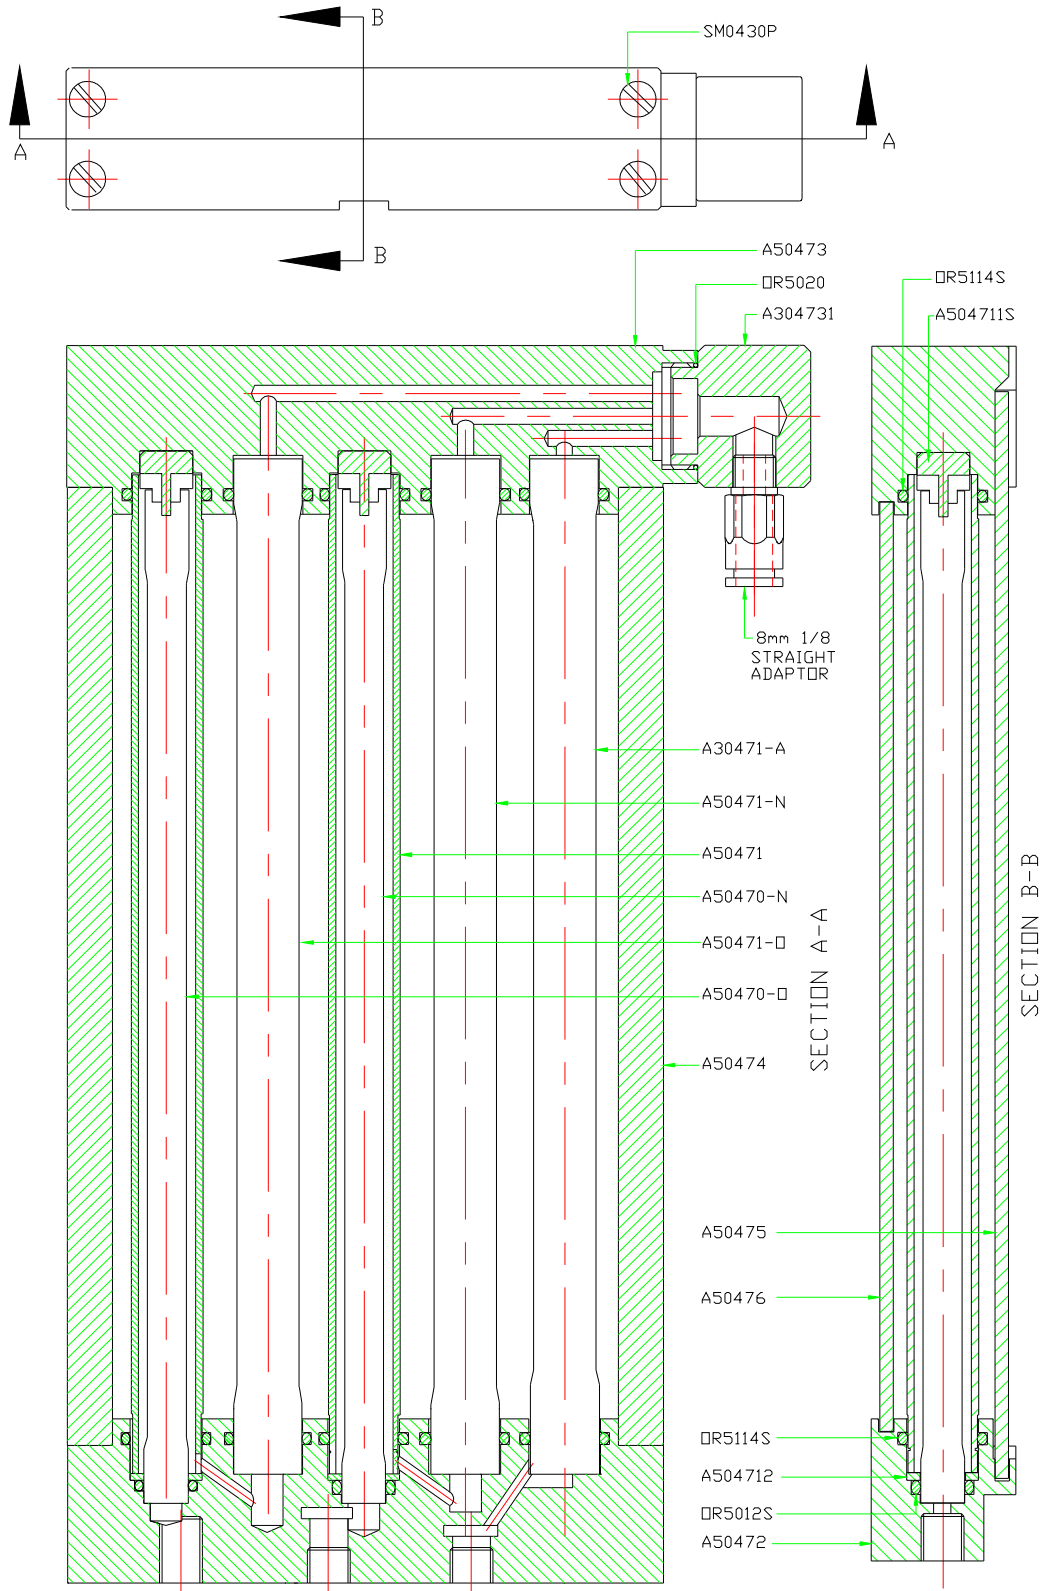 SM0430P
B
A
A
B
A50473
OR5020
A304731
OR5114S
A504711S
8mm 1/8
STRAIGHT
ADAPTOR
A30471-A
A50471-N
A50471
A50470-N
A50471-O
A50470-O
A50474
SECTION A-A
SECTION B-B
A50475
A50476
OR5114S
A504712
OR5012S
A50472